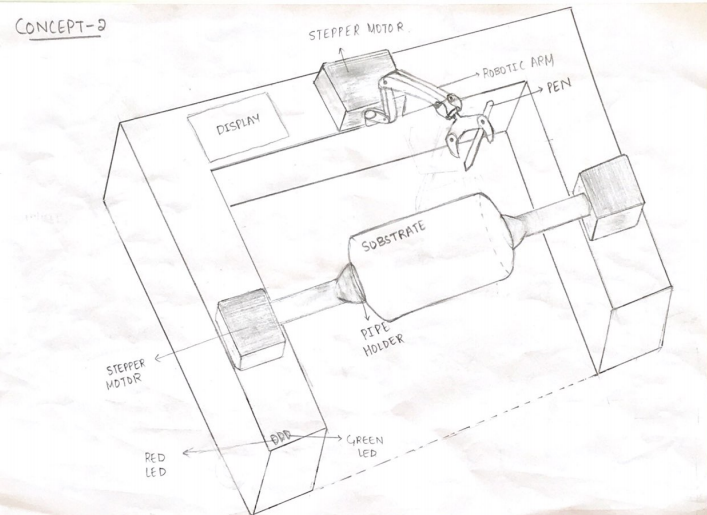 CONCEPT-2
STEPPER MOTOR
ROBOTIC ARM
PEN
DISPLAY
SUBSTRATE
PIPE
HOLDER
STEPPER
MOTOR
RED
LED
GREEN
LED